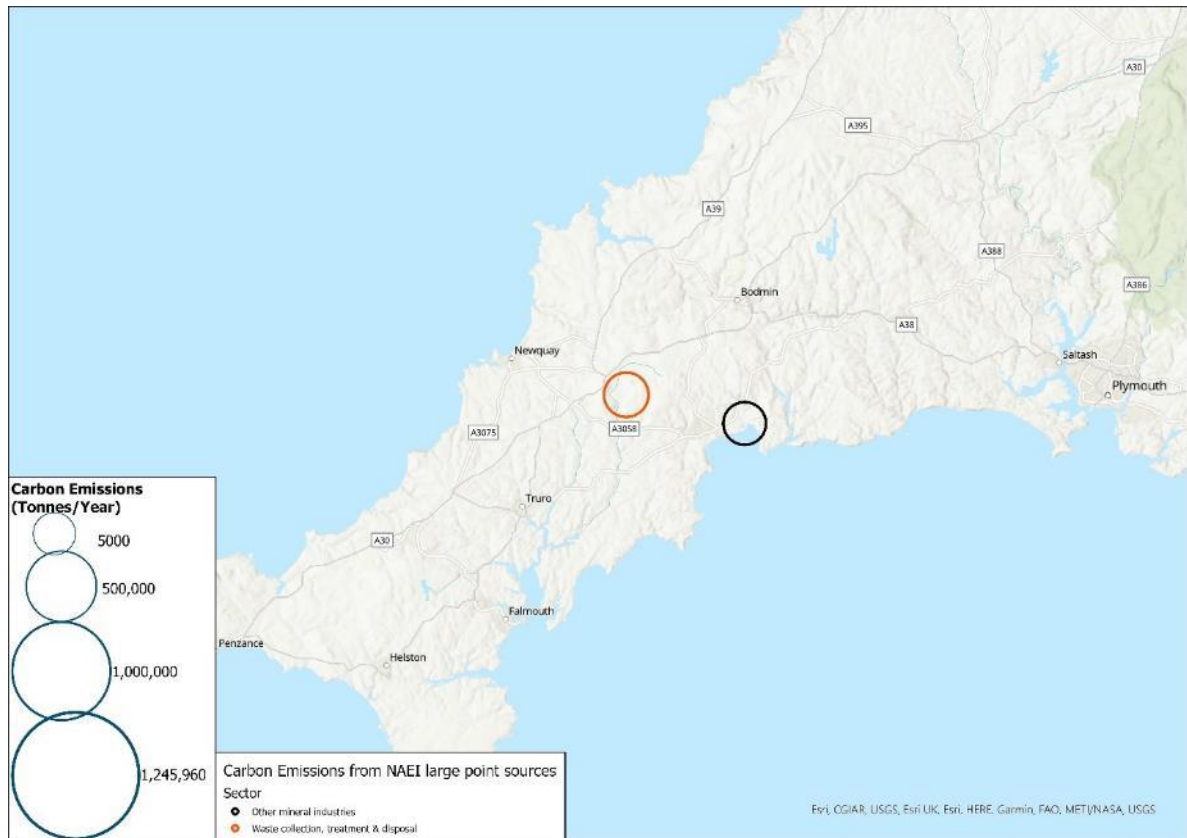 A30
A395
A39
A388
Bodmin
A386
A38
Newquay
Saltash
Plymouth
A3075
A3058
Truro
A30
Falmouth
Penzance
Helston
Carbon Emissions
(Tonnes/Year)
5000
500,000
1,000,000
1,245,960
Carbon Emissions from NAEI large point sources
Sector
Other mineral industries
Waste collection, treatment & disposal
Esri, CGIAR, USGS, Esri UK, Esri, HERE, Garmin, FAO, METI/NASA, USGS